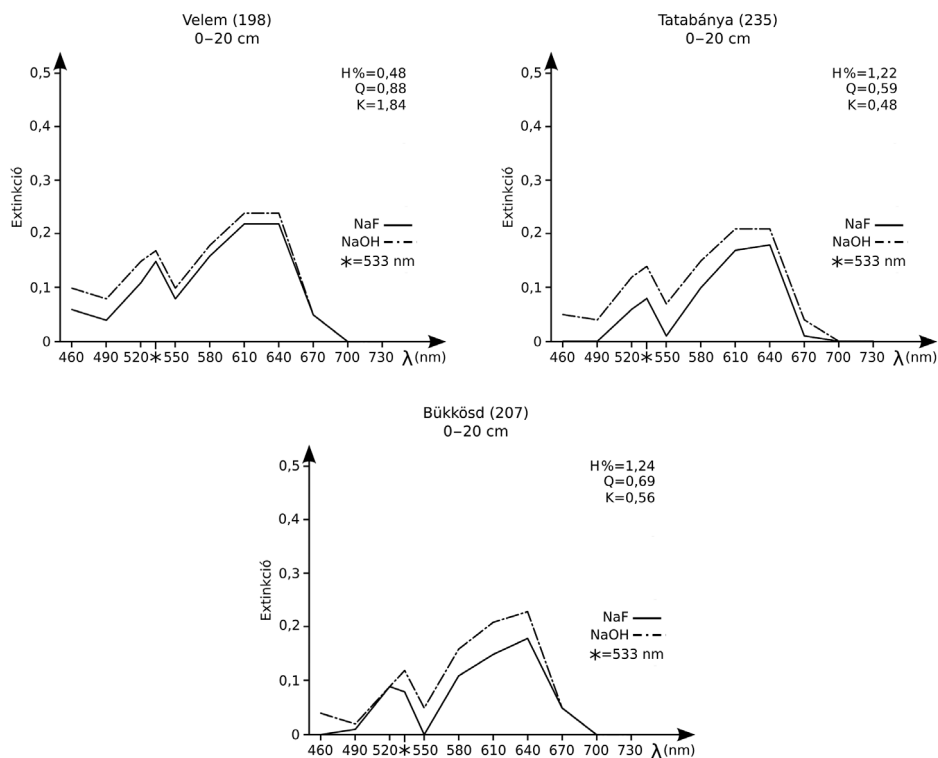 Velem (198)
0–20 cm
H%=0,48
Q=0,88
K=1,84
Extinkció
0,5
0,4
0,3
0,2
0,1
0
NaF
NaOH
*=533 nm
460 490 520 * 550 580 610 640 670 700 730 λ(nm)
Tatabánya (235)
0–20 cm
H%=1,22
Q=0,59
K=0,48
Extinkció
0,5
0,4
0,3
0,2
0,1
0
NaF
NaOH
*=533 nm
460 490 520 * 550 580 610 640 670 700 730 λ(nm)
Bükkösd (207)
0–20 cm
H%=1,24
Q=0,69
K=0,56
Extinkció
0,5
0,4
0,3
0,2
0,1
0
NaF
NaOH
*=533 nm
460 490 520 * 550 580 610 640 670 700 730 λ(nm)